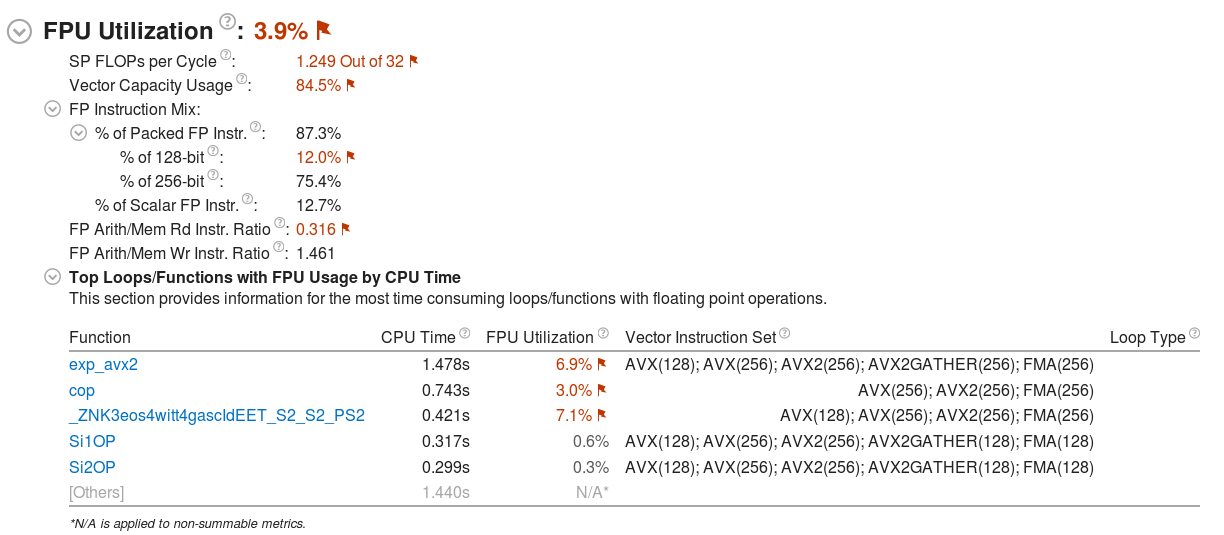 FPU Utilization ?: 3.9%
SP FLOPs per Cycle ?: 1.249 Out of 32
Vector Capacity Usage ?: 84.5%
FP Instruction Mix:
% of Packed FP Instr. ?: 87.3%
% of 128-bit ?: 12.0%
% of 256-bit ?: 75.4%
% of Scalar FP Instr. ?: 12.7%
FP Arith/Mem Rd Instr. Ratio ?: 0.316
FP Arith/Mem Wr Instr. Ratio ?: 1.461
Top Loops/Functions with FPU Usage by CPU Time
This section provides information for the most time consuming loops/functions with floating point operations.
Function CPU Time ? FPU Utilization ? Vector Instruction Set ? Loop Type ?
exp_avx2 1.478s 6.9% AVX(128); AVX(256); AVX2(256); AVX2GATHER(256); FMA(256)
cop 0.743s 3.0% AVX(256); AVX2(256); FMA(256)
_ZNK3eos4witt4gascIdEET_S2_S2_PS2 0.421s 7.1% AVX(128); AVX(256); AVX2(256); FMA(256)
Si1OP 0.317s 0.6% AVX(128); AVX(256); AVX2(256); AVX2GATHER(128); FMA(128)
Si2OP 0.299s 0.3% AVX(128); AVX(256); AVX2(256); AVX2GATHER(128); FMA(128)
[Others] 1.440s N/A*
*N/A is applied to non-summable metrics.